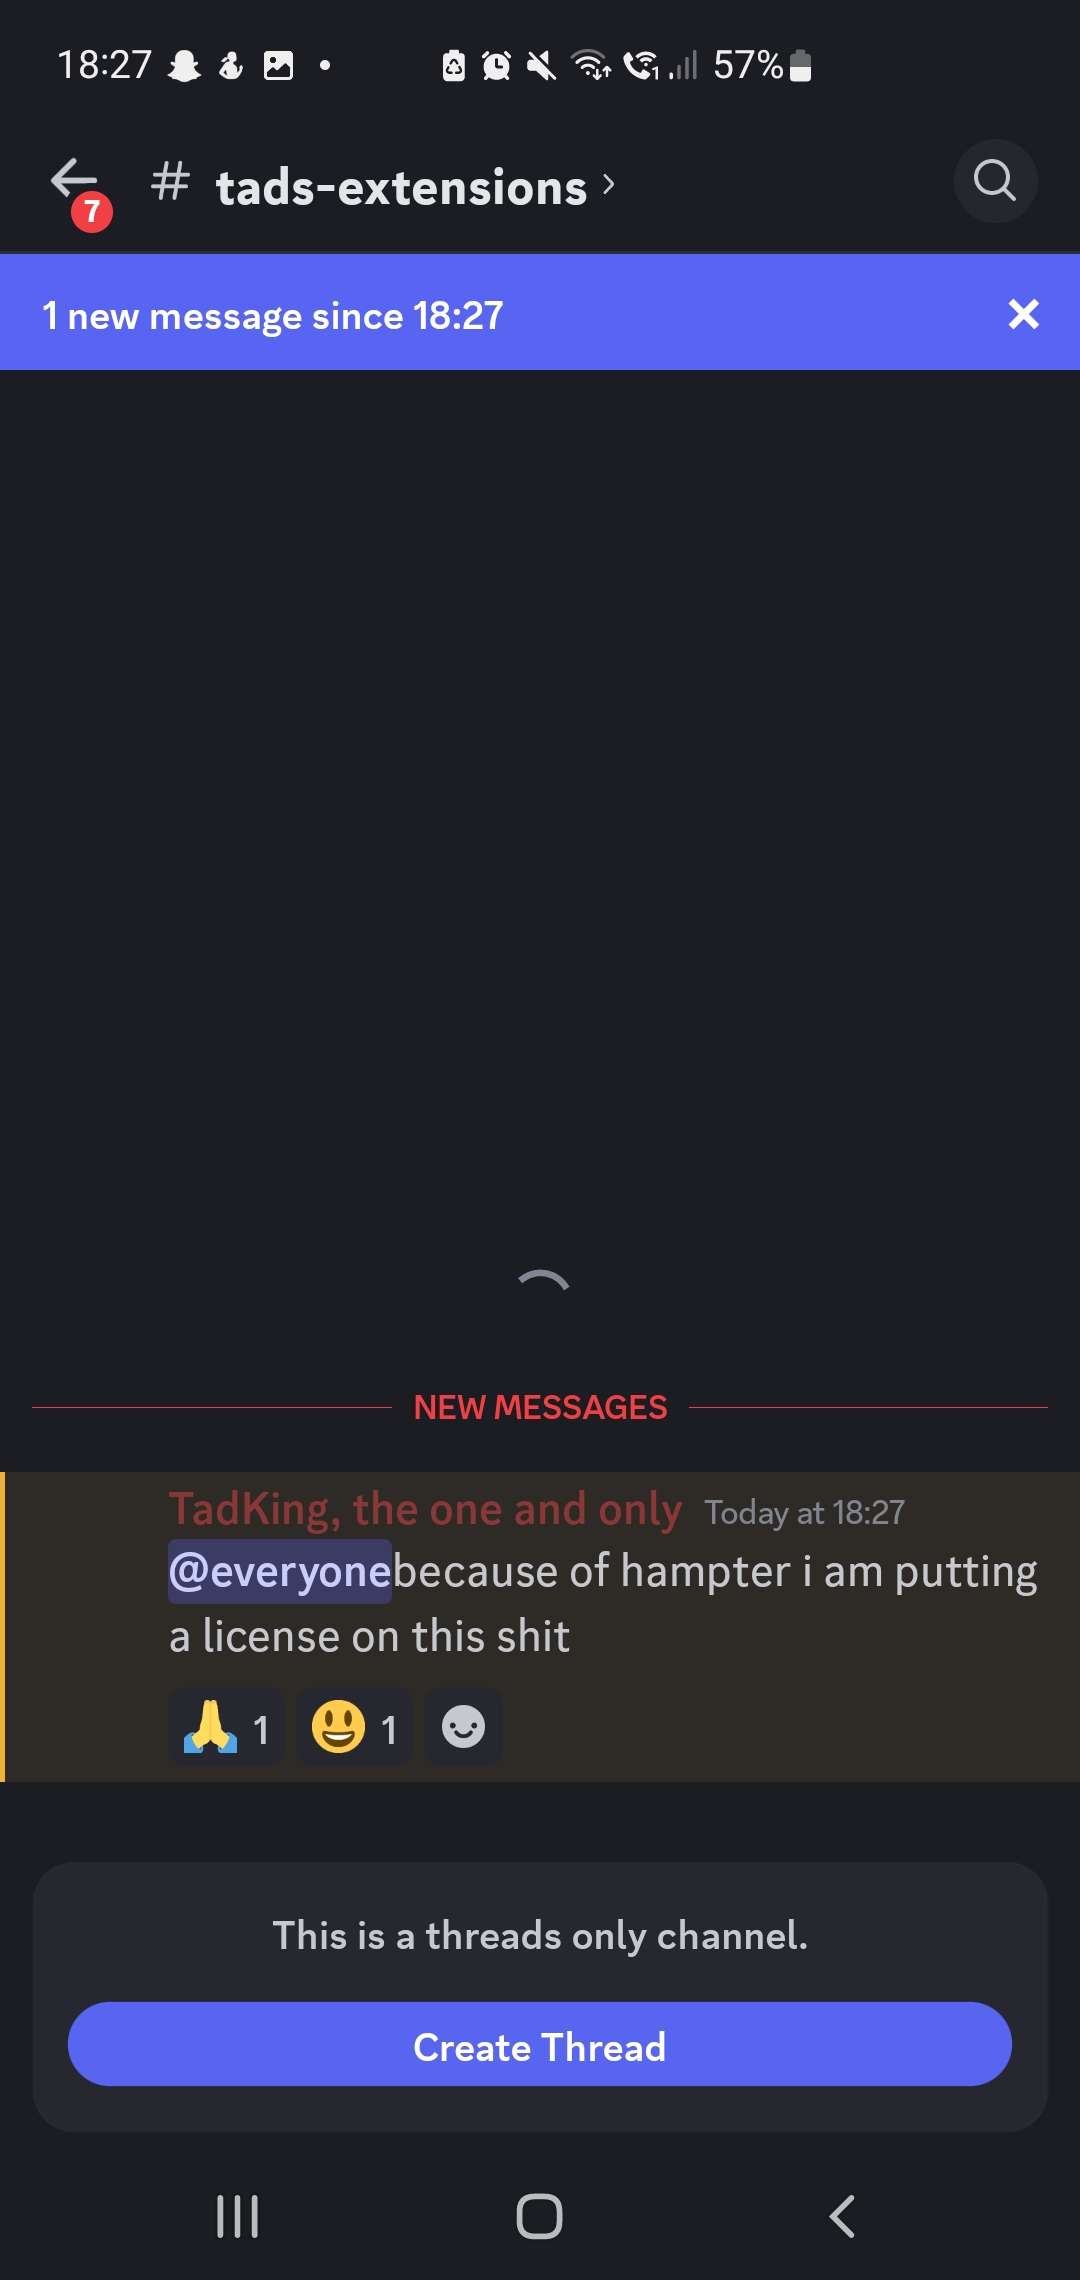 18:27
57%
7
# tads-extensions
1 new message since 18:27
NEW MESSAGES
TadKing, the one and only Today at 18:27
@everyonebecause of hampter i am putting
a license on this shit
1 1
This is a threads only channel.
Create Thread